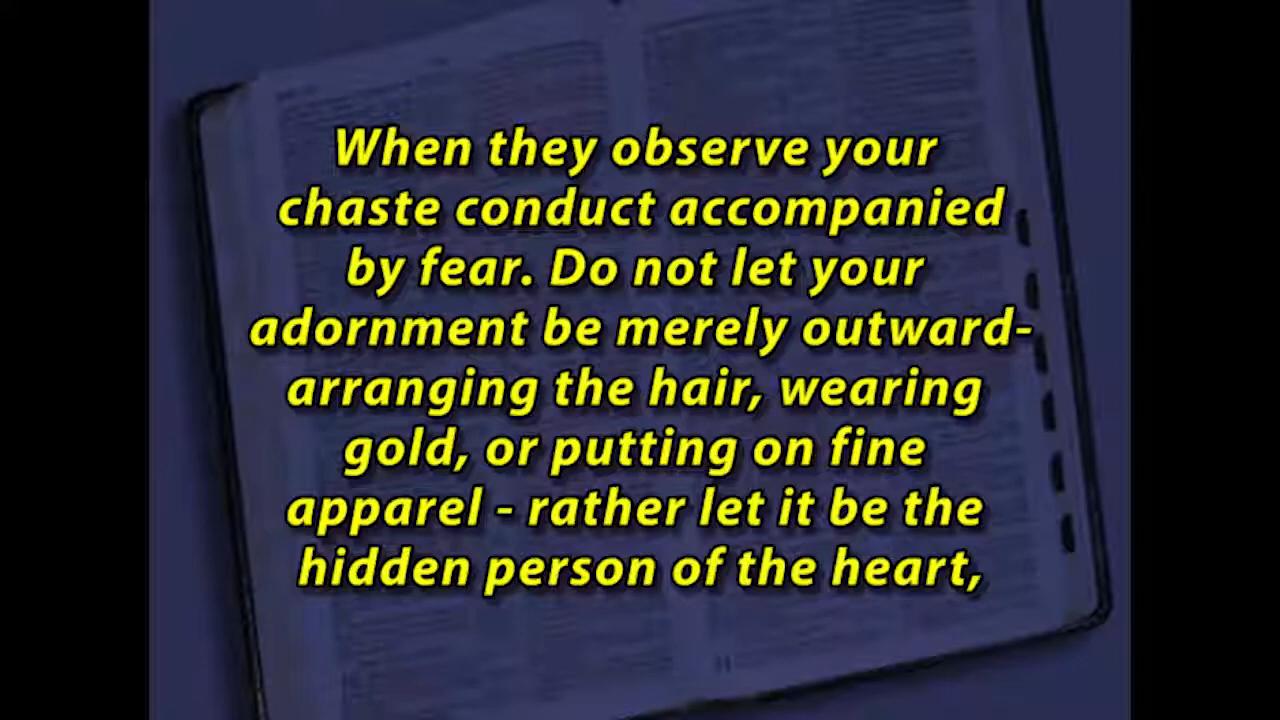 When they observe your
chaste conduct accompanied
by fear. Do not let your
adornment be merely outward-
arranging the hair, wearing
gold, or putting on fine
apparel - rather let it be the
hidden person of the heart,